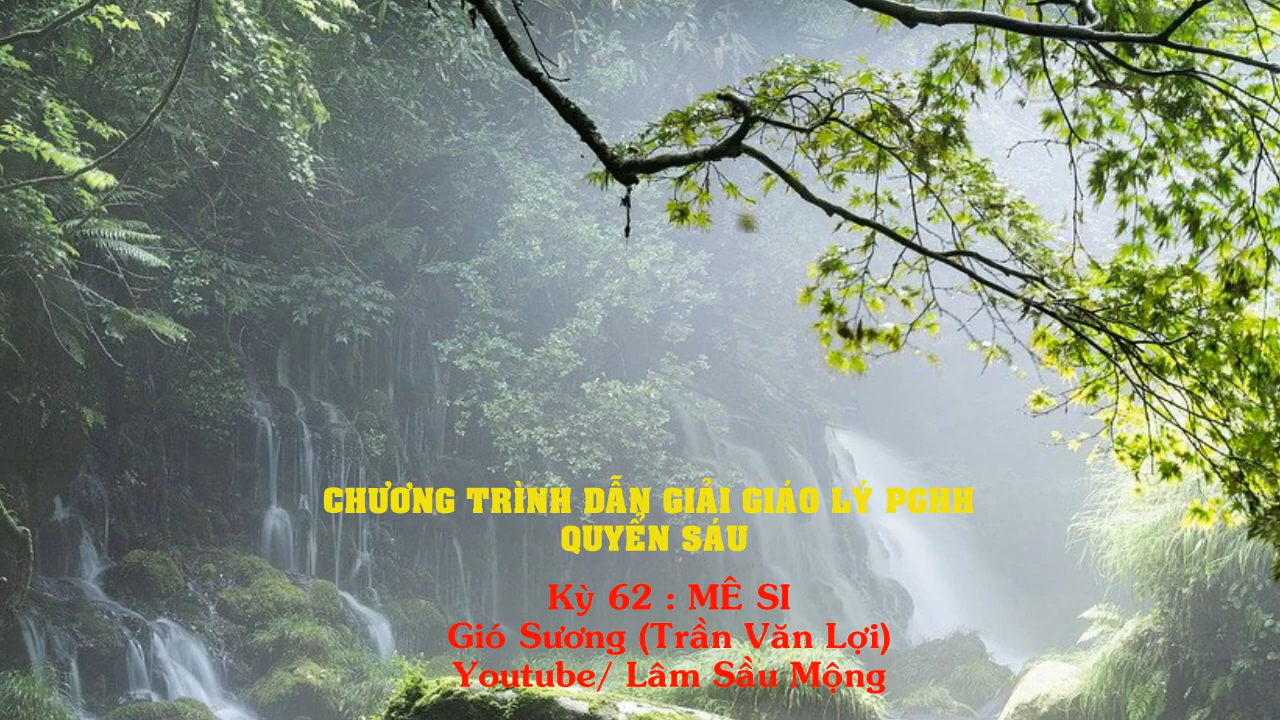 CHƯƠNG TRÌNH DẪN GIẢI GIÁO LÝ PGHH
QUYỂN SÁU
Kỳ 62 : MÊ SI
Gió Sương (Trần Văn Lợi)
Youtube/ Lâm Sầu Mộng